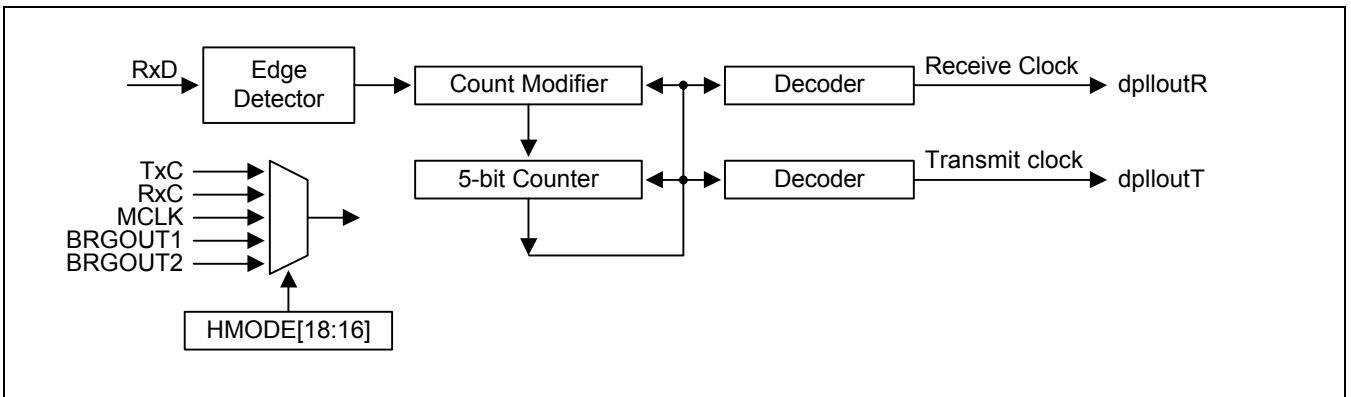 RxD
Edge
Detector
Count Modifier
Decoder
Receive Clock
dplloutR
TxC
RxC
MCLK
BRGOUT1
BRGOUT2
5-bit Counter
Decoder
Transmit clock
dplloutT
HMODE[18:16]